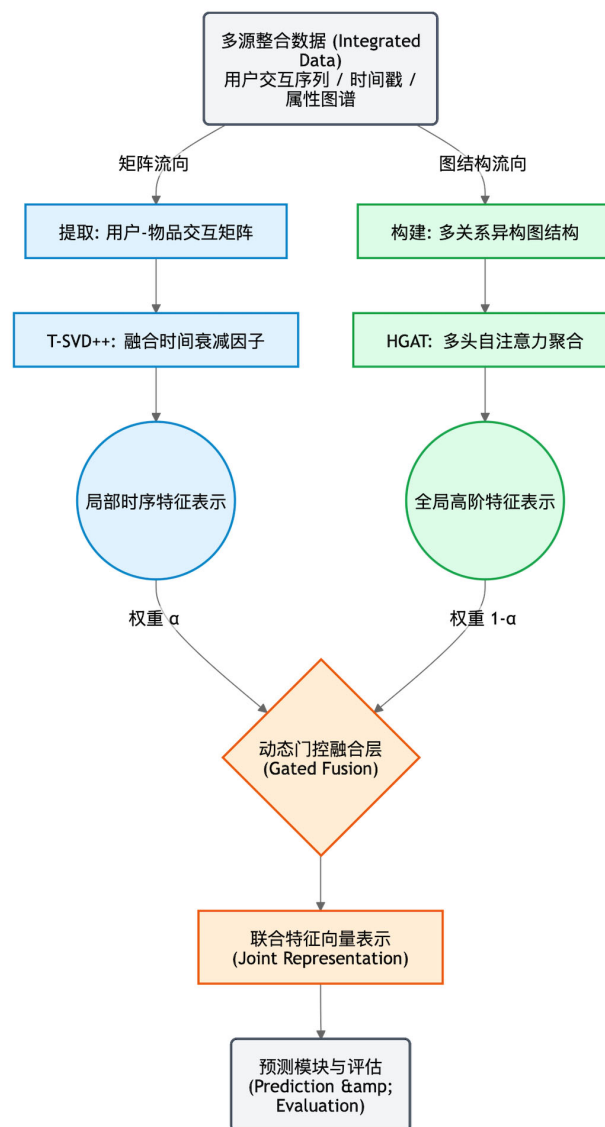 多源整合数据 (Integrated
Data)
用户交互序列 / 时间戳 /
属性图谱
矩阵流向
图结构流向
提取: 用户-物品交互矩阵
构建: 多关系异构图结构
T-SVD++: 融合时间衰减因子
HGAT: 多头自注意力聚合
局部时序特征表示
全局高阶特征表示
权重 α
权重 1-α
动态门控融合层
(Gated Fusion)
联合特征向量表示
(Joint Representation)
预测模块与评估
(Prediction &amp;
Evaluation)